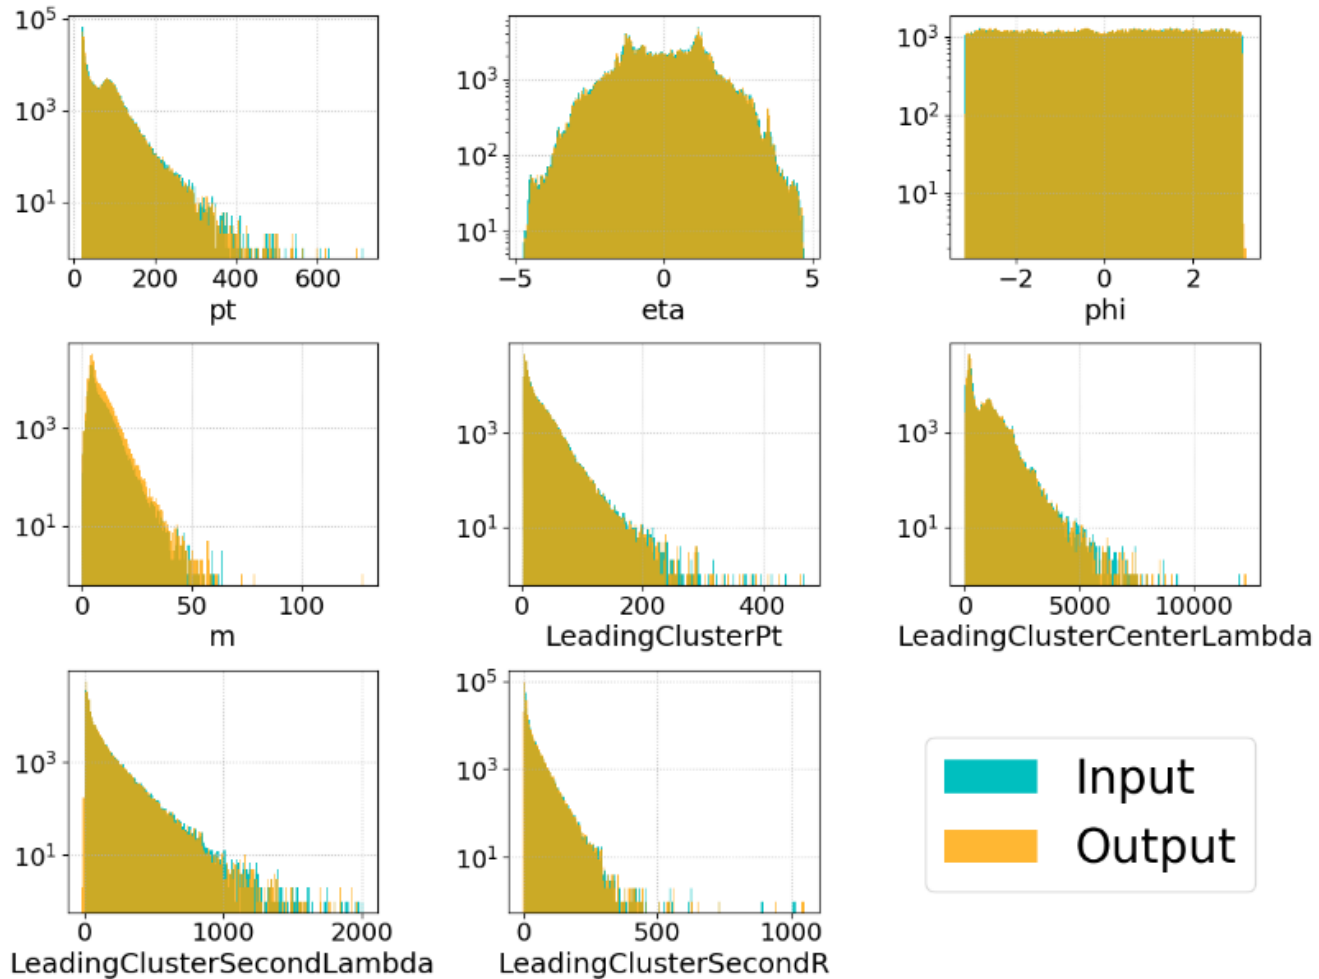 10^5
10^3
10^1
0 200 400 600
pt
10^3
10^2
10^1
−5 0 5
eta
10^3
10^2
10^1
−2 0 2
phi
10^3
10^1
0 50 100
m
10^3
10^1
0 200 400
LeadingClusterPt
10^3
10^1
0 5000 10000
LeadingClusterCenterLambda
10^3
10^1
0 1000 2000
LeadingClusterSecondLambda
10^5
10^3
10^1
0 500 1000
LeadingClusterSecondR
Input
Output